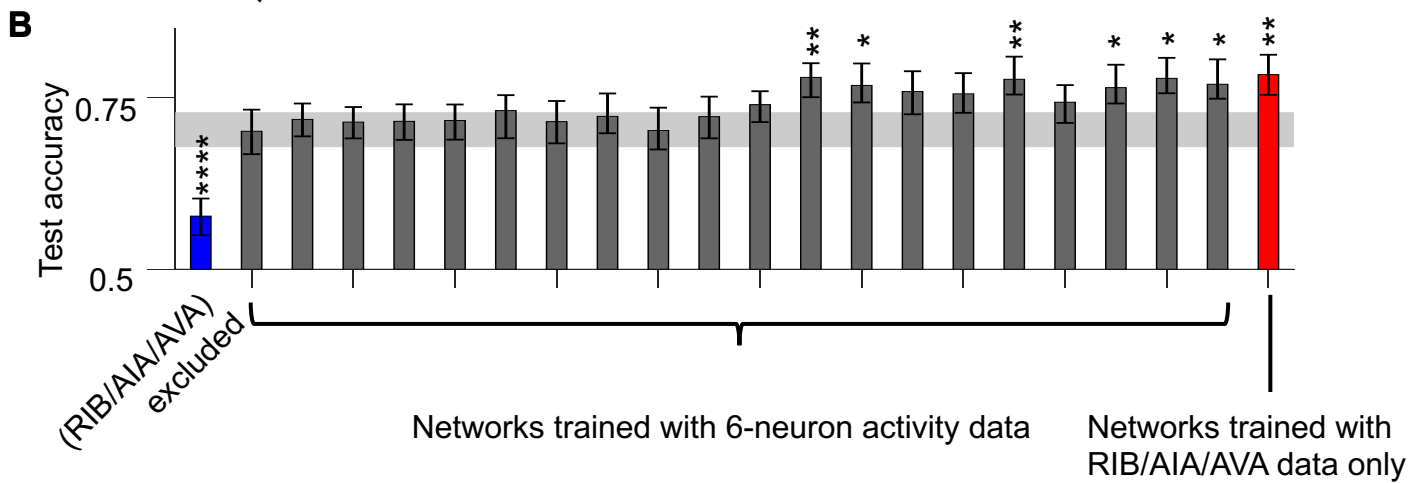 B
Test accuracy
0.75
0.5
****
**
*
**
*
*
*
**
(RIB/AIA/AVA)
excluded
Networks trained with 6-neuron activity data
Networks trained with
RIB/AIA/AVA data only